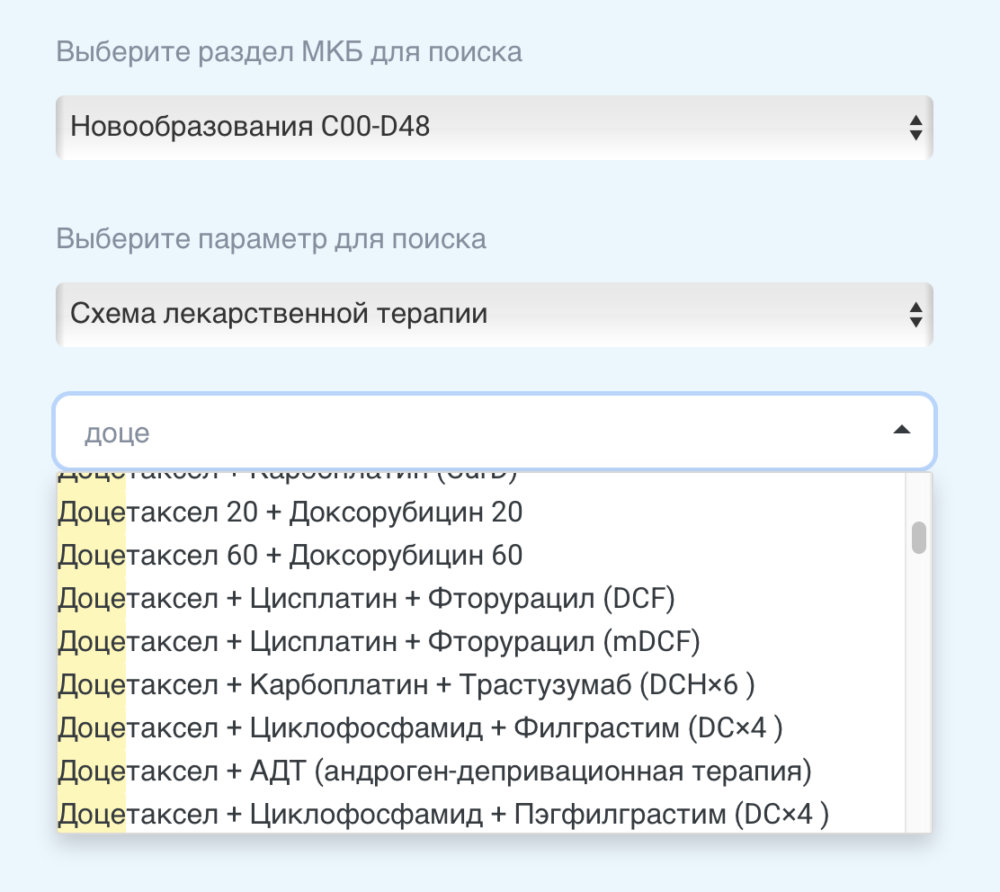 Выберите раздел МКБ для поиска
Новообразования C00-D48
Выберите параметр для поиска
Схема лекарственной терапии
доце
Доцетаксел + Карбоплатин
Доцетаксел 20 + Доксорубицин 20
Доцетаксел 60 + Доксорубицин 60
Доцетаксел + Цисплатин + Фторурацил (DCF)
Доцетаксел + Цисплатин + Фторурацил (mDCF)
Доцетаксел + Карбоплатин + Трастузумаб (DCH×6 )
Доцетаксел + Циклофосфамид + Филграстим (DC×4 )
Доцетаксел + АДТ (андроген-депривационная терапия)
Доцетаксел + Циклофосфамид + Пэгфилграстим (DC×4 )